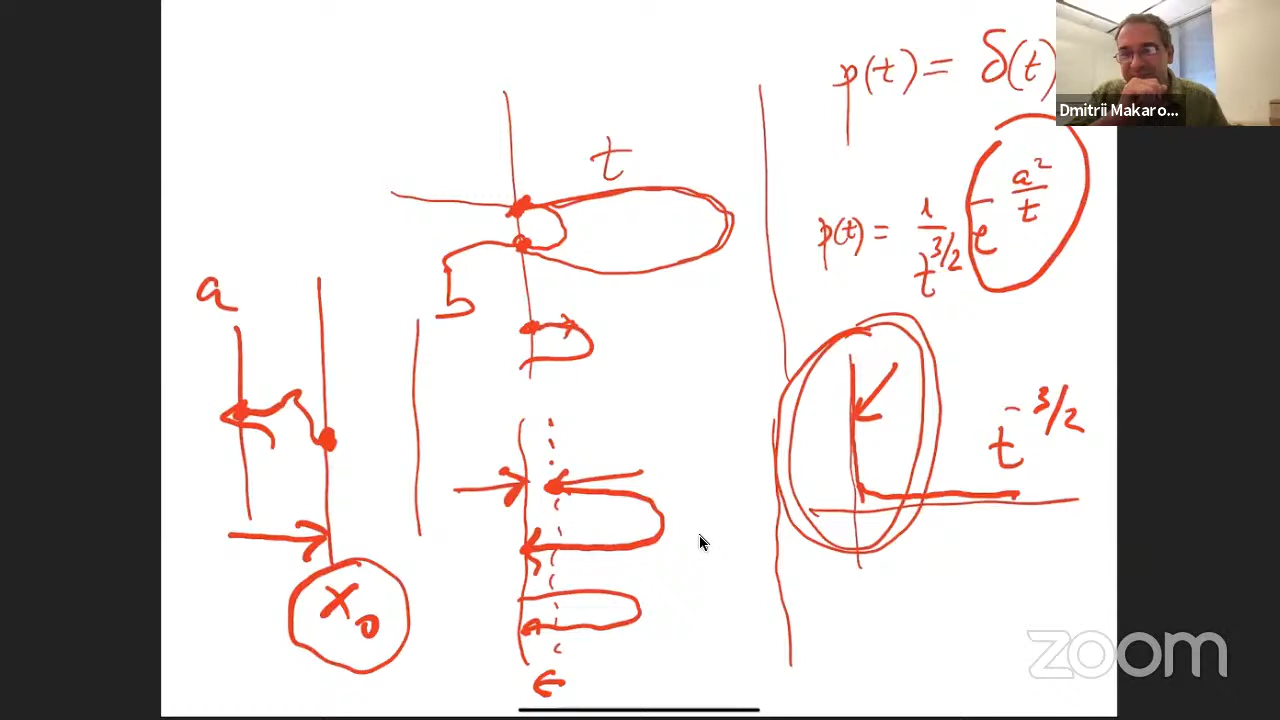 p(t) = δ(t)
Dmitrii Makaro...
t
p(t) = 1/t^3/2 e^-a²/t
a
b
t^-3/2
x₀
ε
zoom